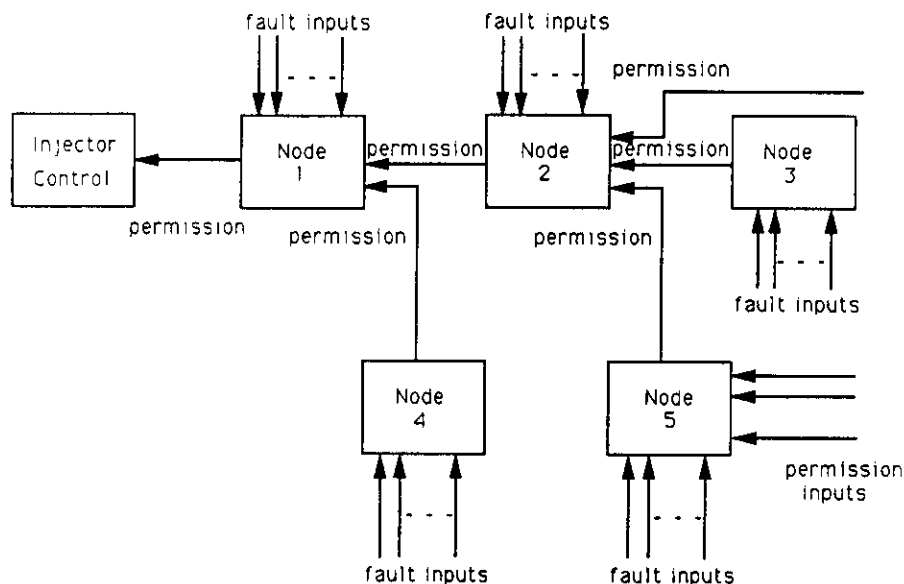 fault inputs
fault inputs
permission
Injector
Control
Node
1
permission
Node
2
permission
Node
3
permission
permission
permission
fault inputs
Node
4
Node
5
permission
inputs
fault inputs
fault inputs